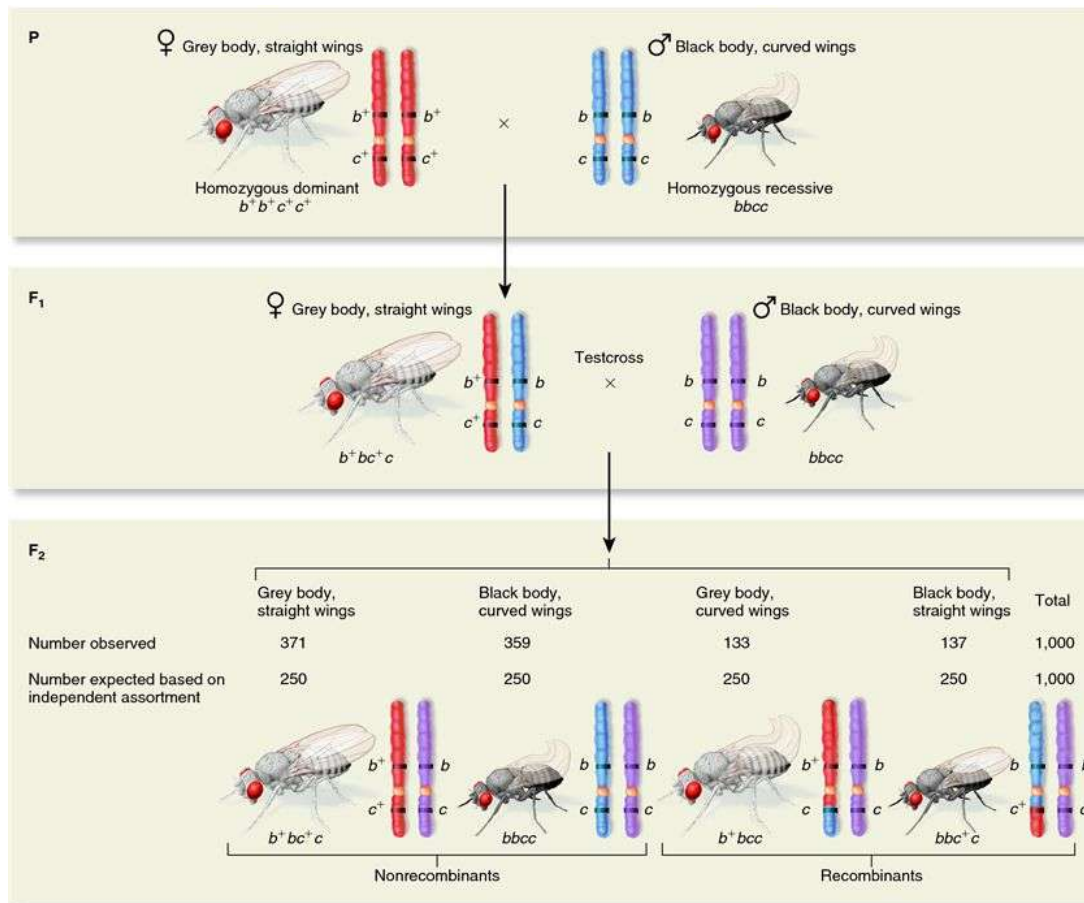 P
♀ Grey body, straight wings
♂ Black body, curved wings
b⁺ b⁺
c⁺ c⁺
×
b b
c c
Homozygous dominant
b⁺b⁺c⁺c⁺
Homozygous recessive
bbcc
F₁
♀ Grey body, straight wings
♂ Black body, curved wings
Testcross
×
b⁺ b
c⁺ c
b b
c c
b⁺bc⁺c
bbcc
F₂
Grey body, straight wings
Black body, curved wings
Grey body, curved wings
Black body, straight wings
Total
Number observed 371 359 133 137 1,000
Number expected based on
independent assortment
250 250 250 250 1,000
b⁺ b b b⁺ b b b
c⁺ c c c c c⁺ c
b⁺bc⁺c
bbcc
b⁺bcc
bbc⁺c
Nonrecombinants
Recombinants